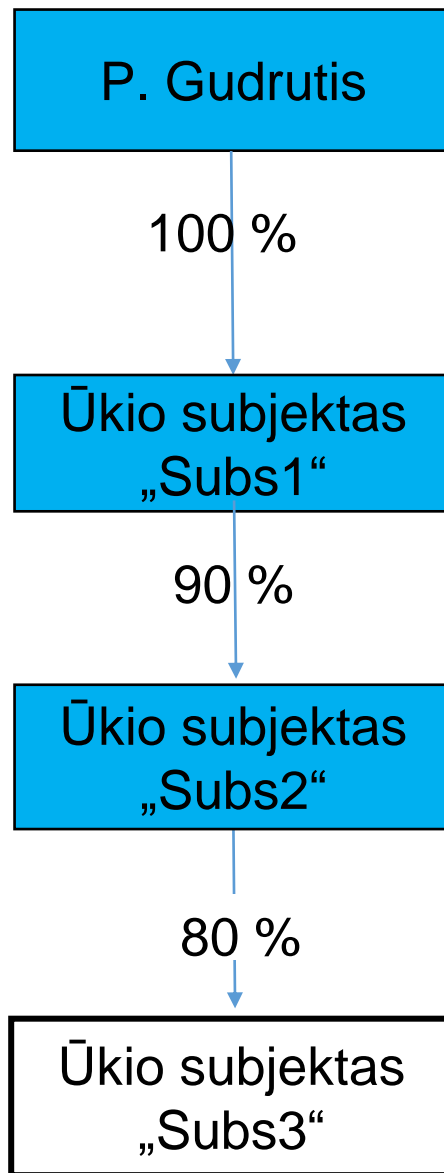 P. Gudrutis
100 %
Ūkio subjektas
„Subs1“
90 %
Ūkio subjektas
„Subs2“
80 %
Ūkio subjektas
„Subs3“